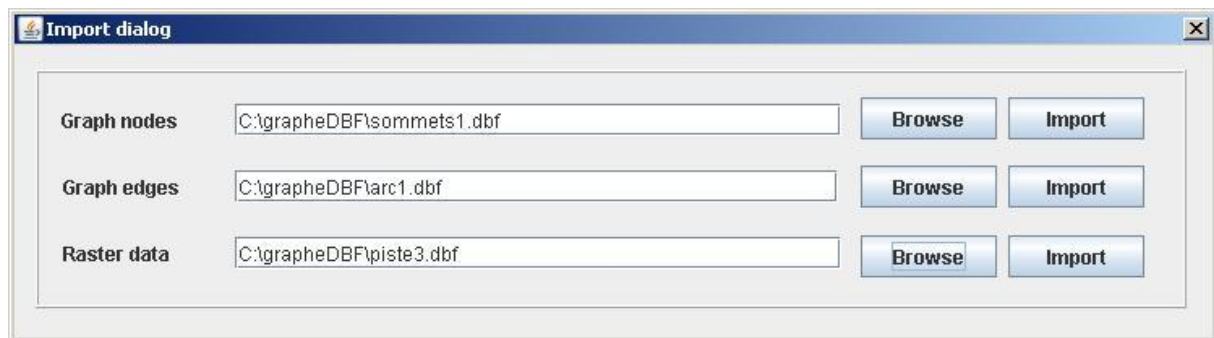 Import dialog
Graph nodes C:\grapheDBF\sommets1.dbf Browse Import
Graph edges C:\grapheDBF\arc1.dbf Browse Import
Raster data C:\grapheDBF\piste3.dbf Browse Import